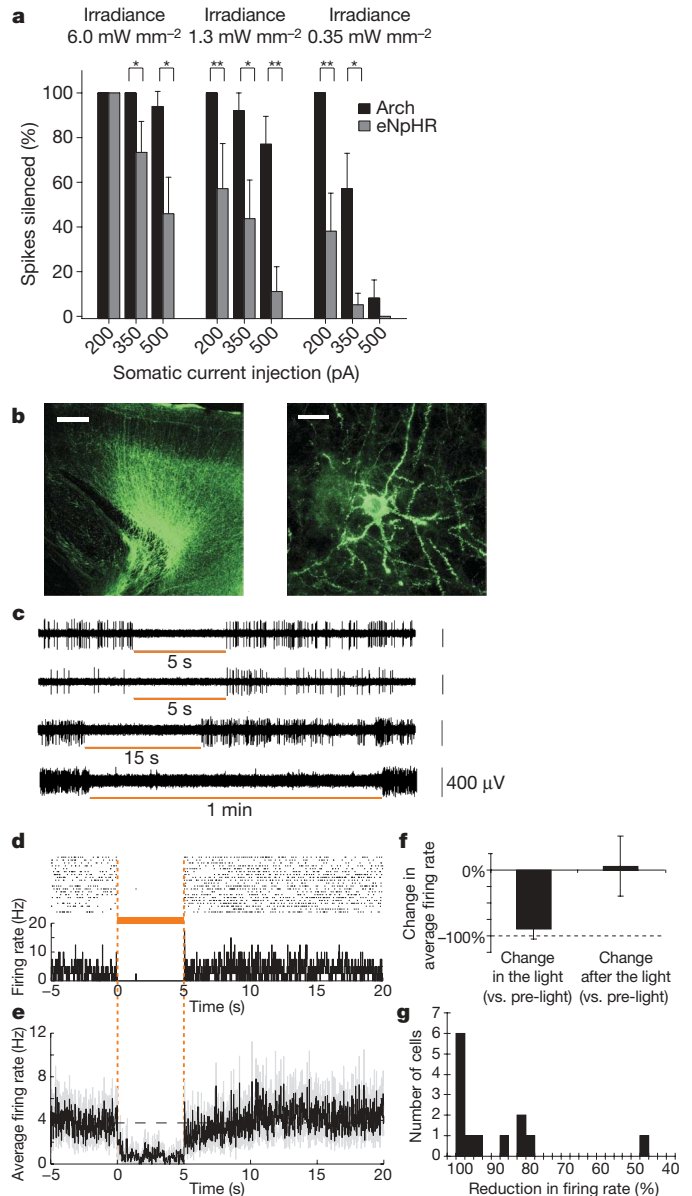 a
Irradiance 6.0 mW mm⁻²
Irradiance 1.3 mW mm⁻²
Irradiance 0.35 mW mm⁻²
* * ** * ** ** *
Spikes silenced (%)
100
80
60
40
20
0
Arch
eNpHR
200 350 500 200 350 500 200 350 500
Somatic current injection (pA)
b
c
5 s
5 s
15 s
1 min
400 μV
d
Firing rate (Hz)
20
15
10
5
0
−5 0 5 10 15 20
Time (s)
e
Average firing rate (Hz)
12
8
4
0
−5 0 5 10 15 20
Time (s)
f
Change in
average firing rate
0%
−100%
Change
in the light
(vs. pre-light)
Change
after the light
(vs. pre-light)
g
Number of cells
7
6
5
4
3
2
1
0
100 90 80 70 60 50 40
Reduction in firing rate (%)